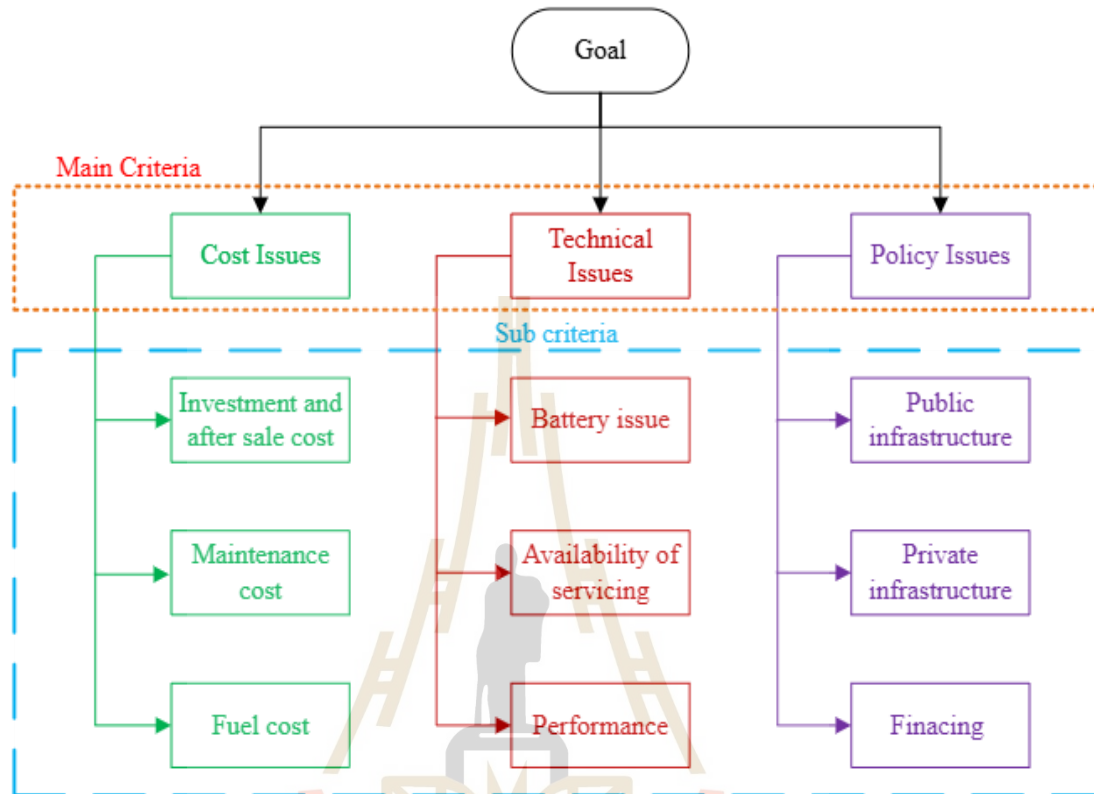 Goal
Main Criteria
Cost Issues
Technical
Issues
Policy Issues
Sub criteria
Investment and
after sale cost
Battery issue
Public
infrastructure
Maintenance
cost
Availability of
servicing
Private
infrastructure
Fuel cost
Performance
Finacing